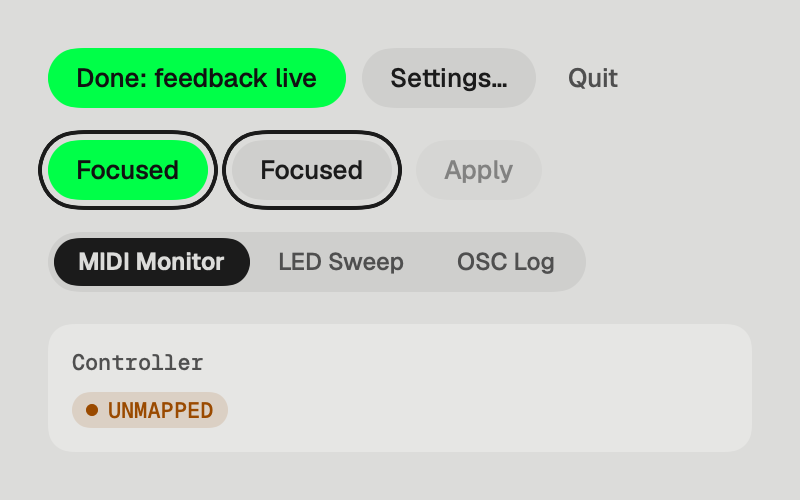 Done: feedback live
Settings…
Quit
Focused
Focused
Apply
MIDI Monitor
LED Sweep
OSC Log
Controller
UNMAPPED